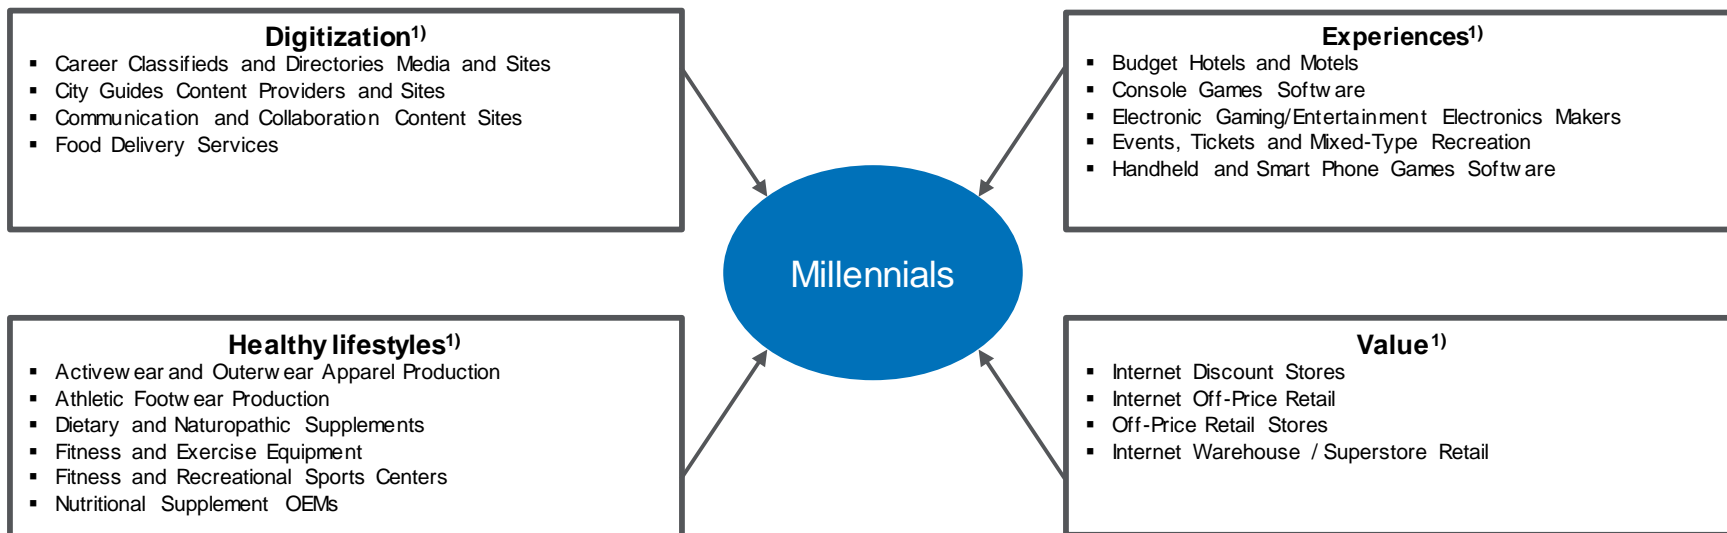 Digitization1)
▪ Career Classifieds and Directories Media and Sites
▪ City Guides Content Providers and Sites
▪ Communication and Collaboration Content Sites
▪ Food Delivery Services
Experiences1)
▪ Budget Hotels and Motels
▪ Console Games Software
▪ Electronic Gaming/Entertainment Electronics Makers
▪ Events, Tickets and Mixed-Type Recreation
▪ Handheld and Smart Phone Games Software
Millennials
Healthy lifestyles1)
▪ Activewear and Outerwear Apparel Production
▪ Athletic Footwear Production
▪ Dietary and Naturopathic Supplements
▪ Fitness and Exercise Equipment
▪ Fitness and Recreational Sports Centers
▪ Nutritional Supplement OEMs
Value1)
▪ Internet Discount Stores
▪ Internet Off-Price Retail
▪ Off-Price Retail Stores
▪ Internet Warehouse / Superstore Retail